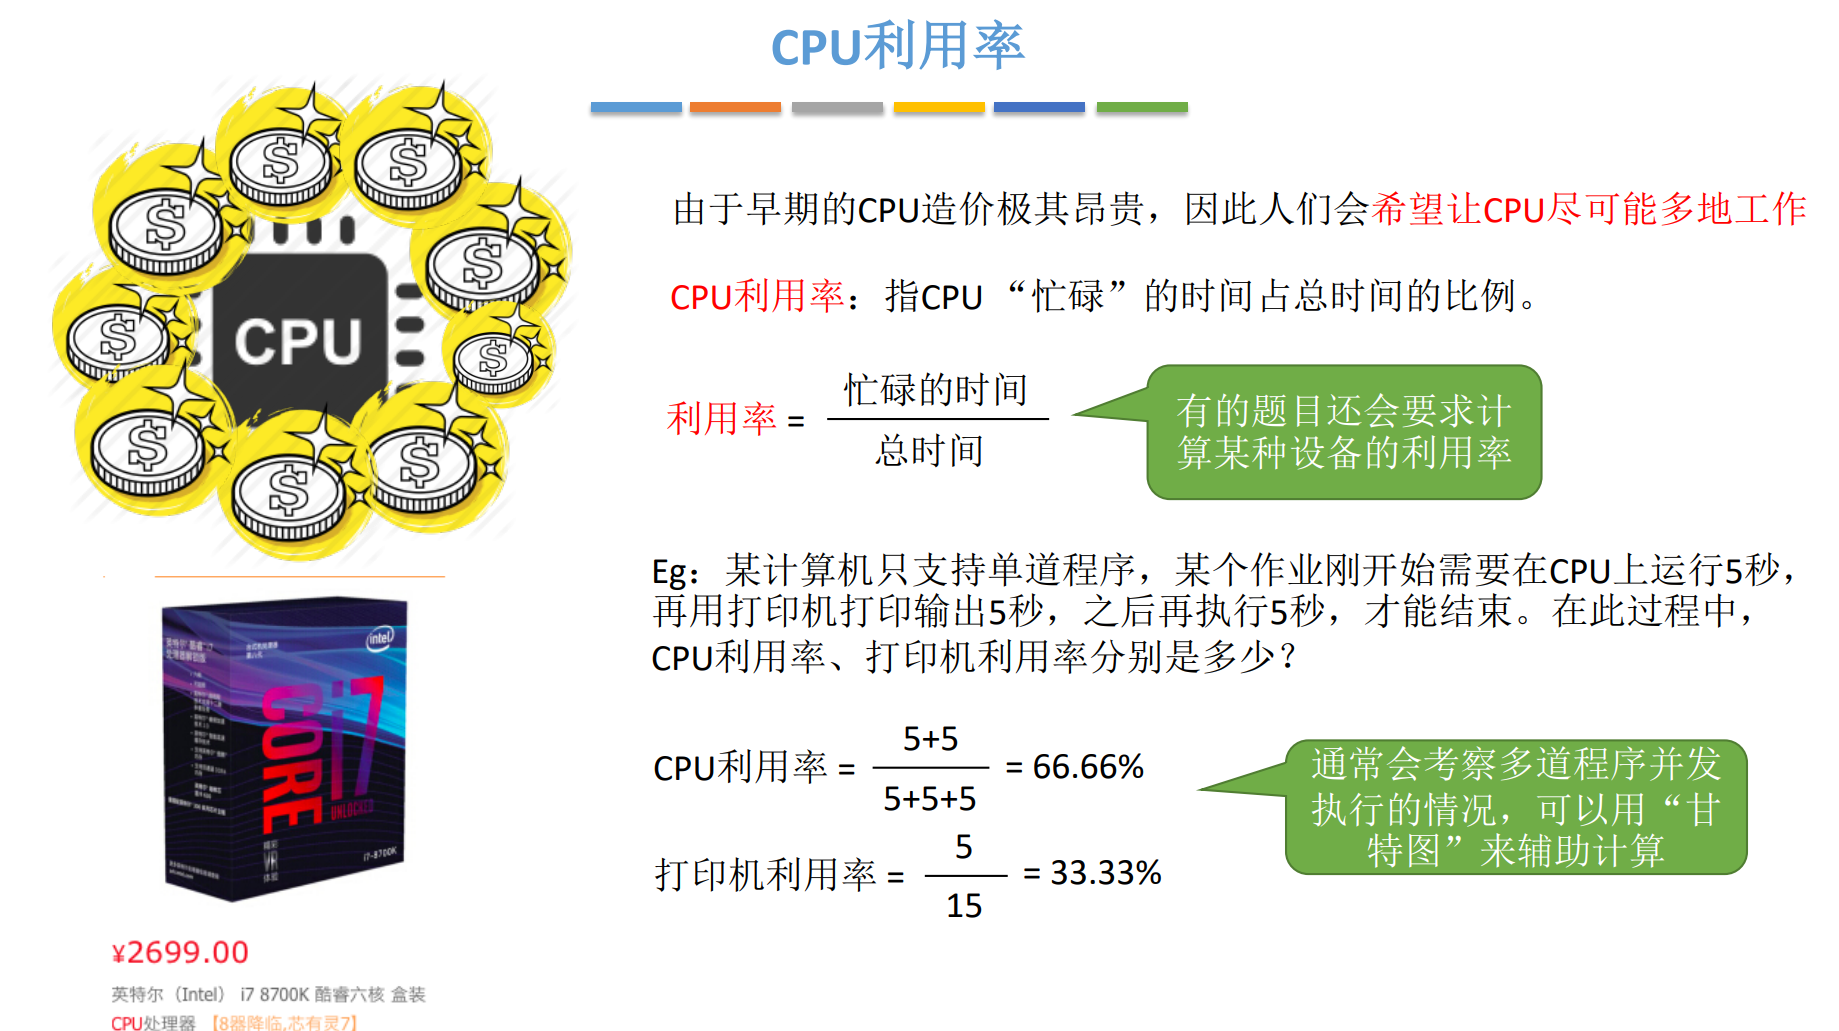 CPU利用率
由于早期的CPU造价极其昂贵，因此人们会希望让CPU尽可能多地工作
CPU利用率：指CPU “忙碌”的时间占总时间的比例。
利用率 =
忙碌的时间
总时间
有的题目还会要求计
算某种设备的利用率
Eg：某计算机只支持单道程序，某个作业刚开始需要在CPU上运行5秒，
再用打印机打印输出5秒，之后再执行5秒，才能结束。在此过程中，
CPU利用率、打印机利用率分别是多少？
CPU利用率 =
5+5
5+5+5
= 66.66%
打印机利用率 =
5
15
= 33.33%
通常会考察多道程序并发
执行的情况，可以用“甘
特图”来辅助计算
CPU
$
$
$
$
$
$
$
$
$
intel
CORE i7
UNLOCKED
精彩
VR
体验
i7-8700K
¥2699.00
英特尔（Intel） i7 8700K 酷睿六核 盒装
CPU处理器 【8器降临,芯有灵7】